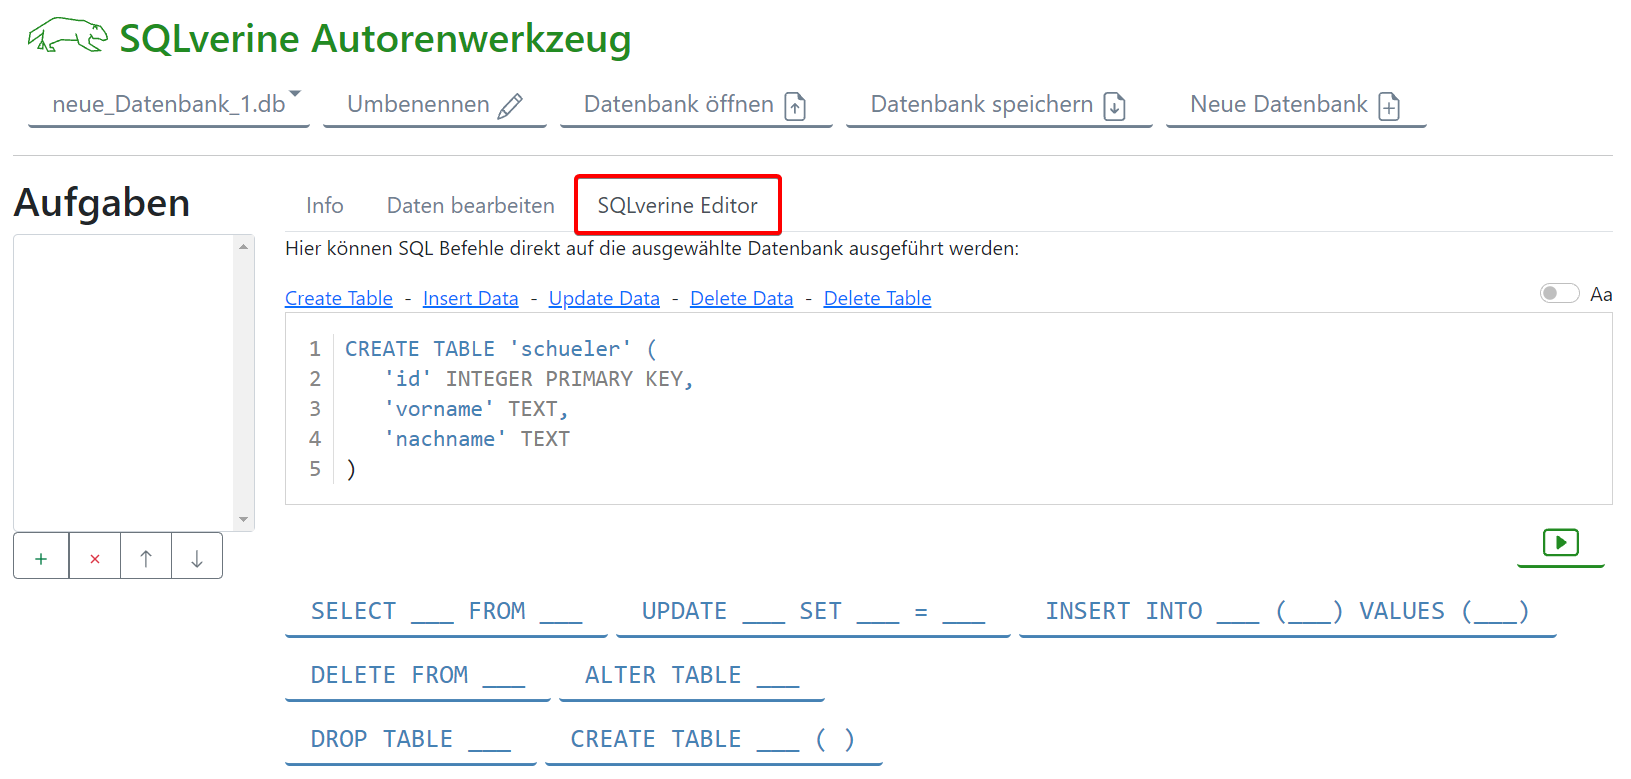 SQLverine Autorenwerkzeug
neue_Datenbank_1.db Umbenennen Datenbank öffnen Datenbank speichern Neue Datenbank
Aufgaben
Info Daten bearbeiten SQLverine Editor
Hier können SQL Befehle direkt auf die ausgewählte Datenbank ausgeführt werden:
Create Table - Insert Data - Update Data - Delete Data - Delete Table Aa
1 CREATE TABLE 'schueler' (
2 'id' INTEGER PRIMARY KEY,
3 'vorname' TEXT,
4 'nachname' TEXT
5 )
SELECT ___ FROM ___ UPDATE ___ SET ___ = ___ INSERT INTO ___ (___) VALUES (___)
DELETE FROM ___ ALTER TABLE ___
DROP TABLE ___ CREATE TABLE ___ ( )